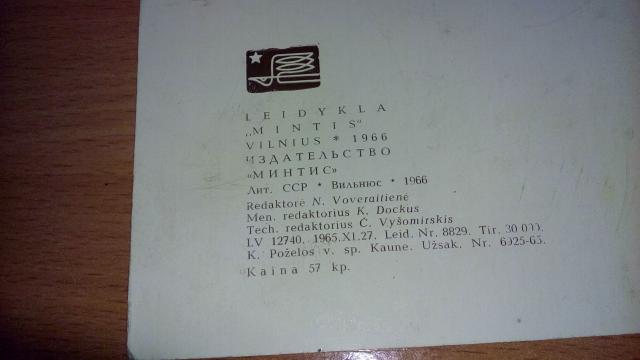 LEIDYKLA
„MINTIS“
VILNIUS * 1966
ИЗДАТЕЛЬСТВО
«МИНТИС»
Лит. ССР * Вильнюс * 1966
Redaktorė N. Voveraitienė
Men. redaktorius K. Dockus
Tech. redaktorius Č. Vyšomirskis
LV 12740. 1965.XI.27. Leid. Nr. 8829. Tir. 30 000.
K. Poželos v. sp. Kaune. Užsak. Nr. 6025-65.
Kaina 57 kp.